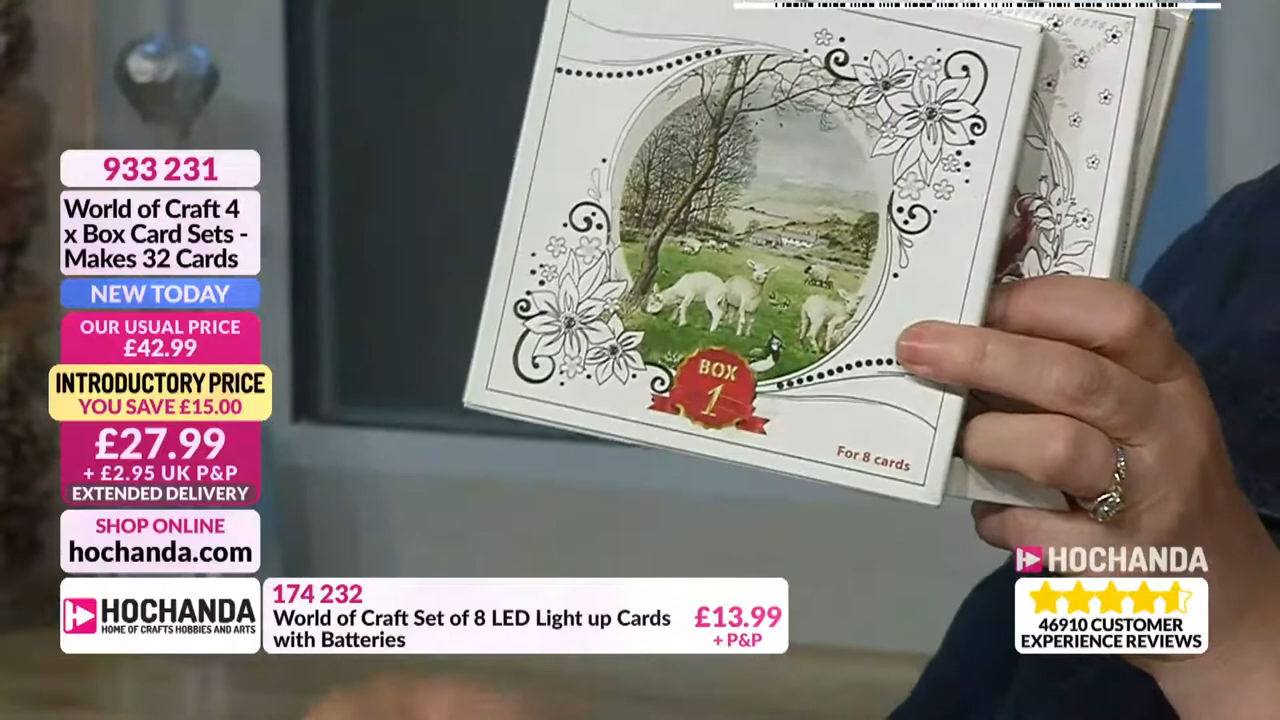 933 231
World of Craft 4
x Box Card Sets -
Makes 32 Cards
NEW TODAY
OUR USUAL PRICE
£42.99
INTRODUCTORY PRICE
YOU SAVE £15.00
£27.99
+ £2.95 UK P&P
EXTENDED DELIVERY
SHOP ONLINE
hochanda.com
HOCHANDA
HOME OF CRAFTS HOBBIES AND ARTS
174 232
World of Craft Set of 8 LED Light up Cards
with Batteries
£13.99
+ P&P
BOX
1
For 8 cards
HOCHANDA
46910 CUSTOMER
EXPERIENCE REVIEWS